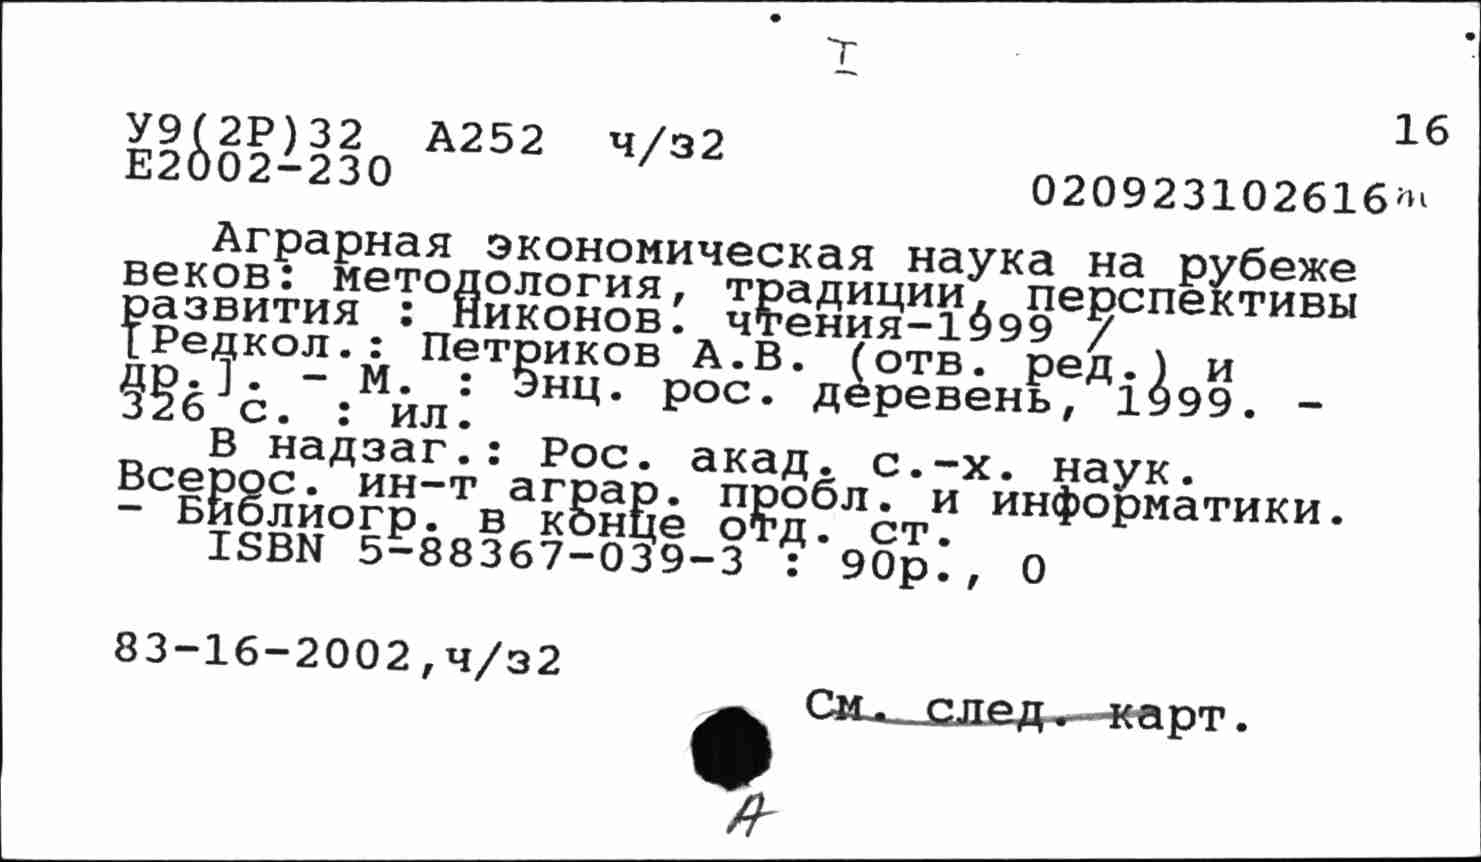 I
У9(2Р)32 А252 ч/з2 16
Е2002-230
020923102616
Аграрная экономическая наука на рубеже
веков: методология, традиции, перспективы
развития : Никонов. чтения-1999 /
[Редкол.: Петриков А.В. (отв. ред.) и
др.]. - М. : Энц. рос. деревень, 1999. -
326 с. : ил.
В надзаг.: Рос. акад. с.-х. наук.
Всерос. ин-т аграр. пробл. и информатики.
- Библиогр. в конце отд. ст.
ISBN 5-88367-039-3 : 90р., 0
83-16-2002,ч/з2
См. след. карт.
А